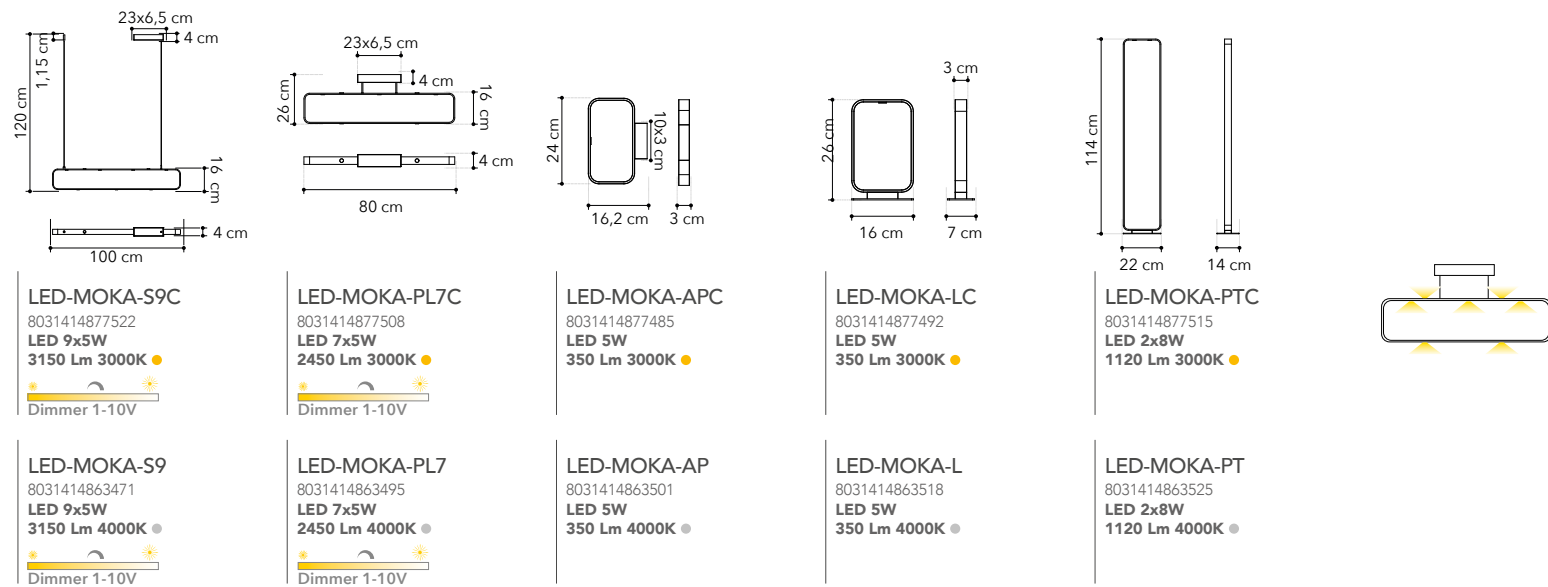 23x6,5 cm
4 cm
1,15 cm
120 cm
16 cm
4 cm
100 cm
23x6,5 cm
4 cm
26 cm
16 cm
4 cm
80 cm
24 cm
10x3 cm
16,2 cm
3 cm
3 cm
26 cm
16 cm
7 cm
114 cm
22 cm
14 cm
LED-MOKA-S9C
8031414877522
LED 9x5W
3150 Lm 3000K
Dimmer 1-10V
LED-MOKA-PL7C
8031414877508
LED 7x5W
2450 Lm 3000K
Dimmer 1-10V
LED-MOKA-APC
8031414877485
LED 5W
350 Lm 3000K
LED-MOKA-LC
8031414877492
LED 5W
350 Lm 3000K
LED-MOKA-PTC
8031414877515
LED 2x8W
1120 Lm 3000K
LED-MOKA-S9
8031414863471
LED 9x5W
3150 Lm 4000K
Dimmer 1-10V
LED-MOKA-PL7
8031414863495
LED 7x5W
2450 Lm 4000K
Dimmer 1-10V
LED-MOKA-AP
8031414863501
LED 5W
350 Lm 4000K
LED-MOKA-L
8031414863518
LED 5W
350 Lm 4000K
LED-MOKA-PT
8031414863525
LED 2x8W
1120 Lm 4000K